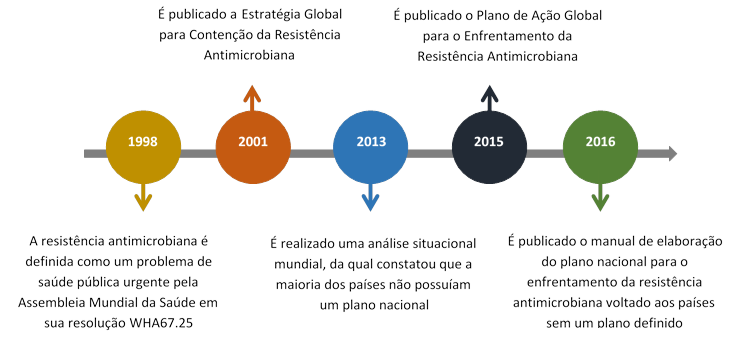 É publicado a Estratégia Global
para Contenção da Resistência
Antimicrobiana
É publicado o Plano de Ação Global
para o Enfrentamento da
Resistência Antimicrobiana
1998
2001
2013
2015
2016
A resistência antimicrobiana é
definida como um problema de
saúde pública urgente pela
Assembleia Mundial da Saúde em
sua resolução WHA67.25
É realizado uma análise situacional
mundial, da qual constatou que a
maioria dos países não possuíam
um plano nacional
É publicado o manual de elaboração
do plano nacional para o
enfrentamento da resistência
antimicrobiana voltado aos países
sem um plano definido